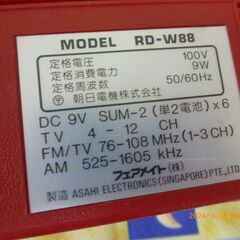 MODEL RD-W88
定格電圧 100V
定格消費電力 9W
定格周波数 50/60Hz
朝日電機株式会社
DC 9V SUM-2 (単2電池) x6
TV 4 - 12 CH
FM/TV 76-108 MHz (1-3 CH)
AM 525-1605 kHz
フェアメイト(株)
製造 ASAHI ELECTRONICS (SINGAPORE) PTE, LTD